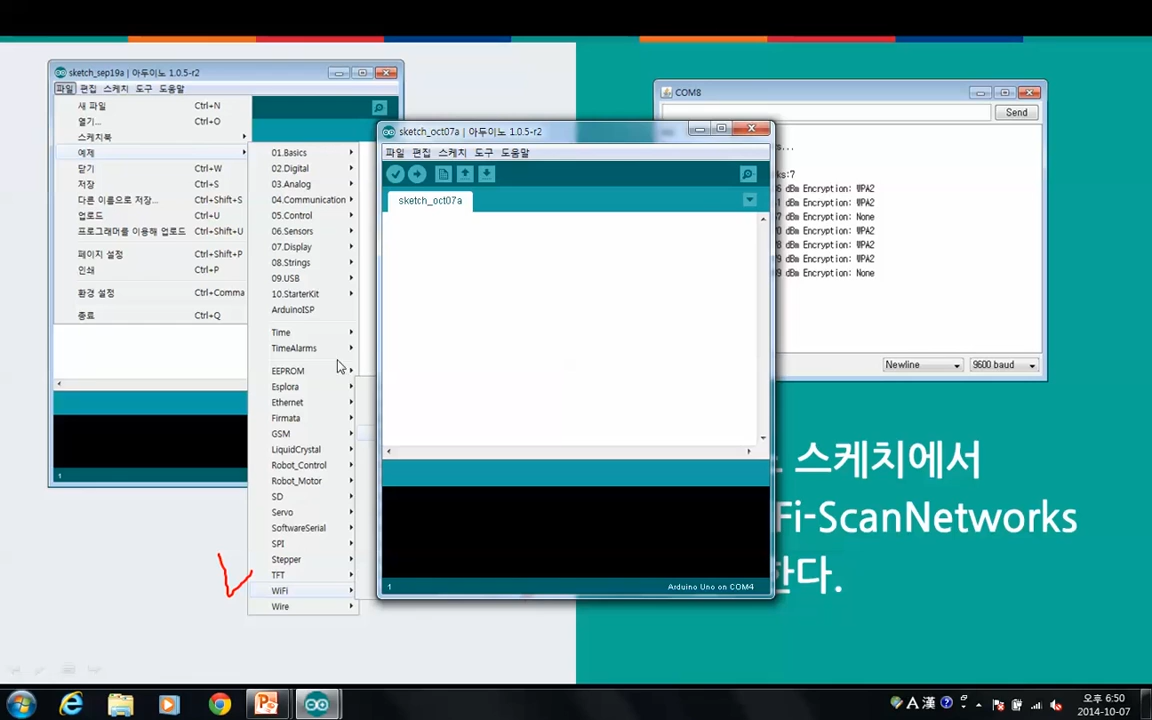 sketch_sep19a | 아두이노 1.0.5-r2
파일 편집 스케치 도구 도움말
새 파일 Ctrl+N
열기... Ctrl+O
스케치북
예제
닫기 Ctrl+W
저장 Ctrl+S
다른 이름으로 저장... Ctrl+Shift+S
업로드 Ctrl+U
프로그래머를 이용해 업로드 Ctrl+Shift+U
페이지 설정 Ctrl+Shift+P
인쇄 Ctrl+P
환경 설정 Ctrl+Comma
종료 Ctrl+Q
1
01.Basics
02.Digital
03.Analog
04.Communication
05.Control
06.Sensors
07.Display
08.Strings
09.USB
10.StarterKit
ArduinoISP
Time
TimeAlarms
EEPROM
Esplora
Ethernet
Firmata
GSM
LiquidCrystal
Robot_Control
Robot_Motor
SD
Servo
SoftwareSerial
SPI
Stepper
TFT
WiFi
Wire
sketch_oct07a | 아두이노 1.0.5-r2
파일 편집 스케치 도구 도움말
sketch_oct07a
1 Arduino Uno on COM4
COM8
Send
dBm Encryption: WPA2
dBm Encryption: WPA2
dBm Encryption: None
dBm Encryption: WPA2
dBm Encryption: WPA2
dBm Encryption: WPA2
dBm Encryption: None
Newline 9600 baud
스케치에서
Fi-ScanNetworks
한다.
A 漢
오후 6:50
2014-10-07